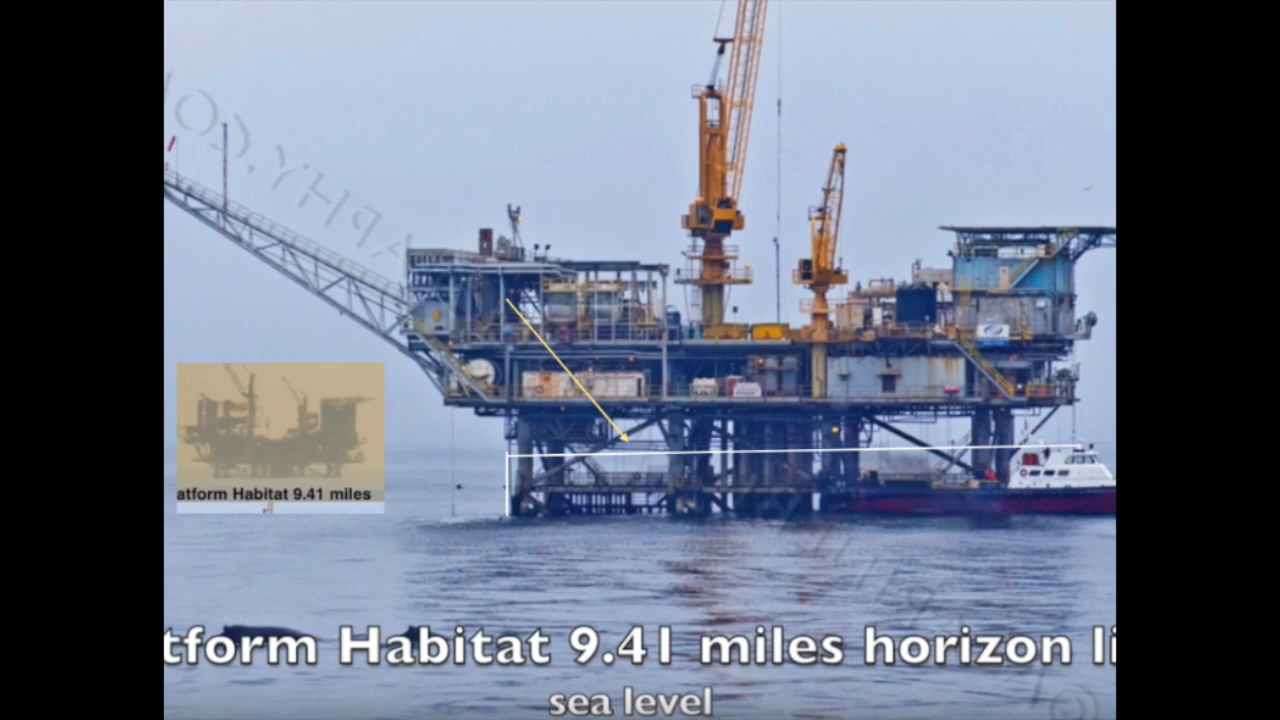 atform Habitat 9.41 miles
tform Habitat 9.41 miles horizon li
sea level